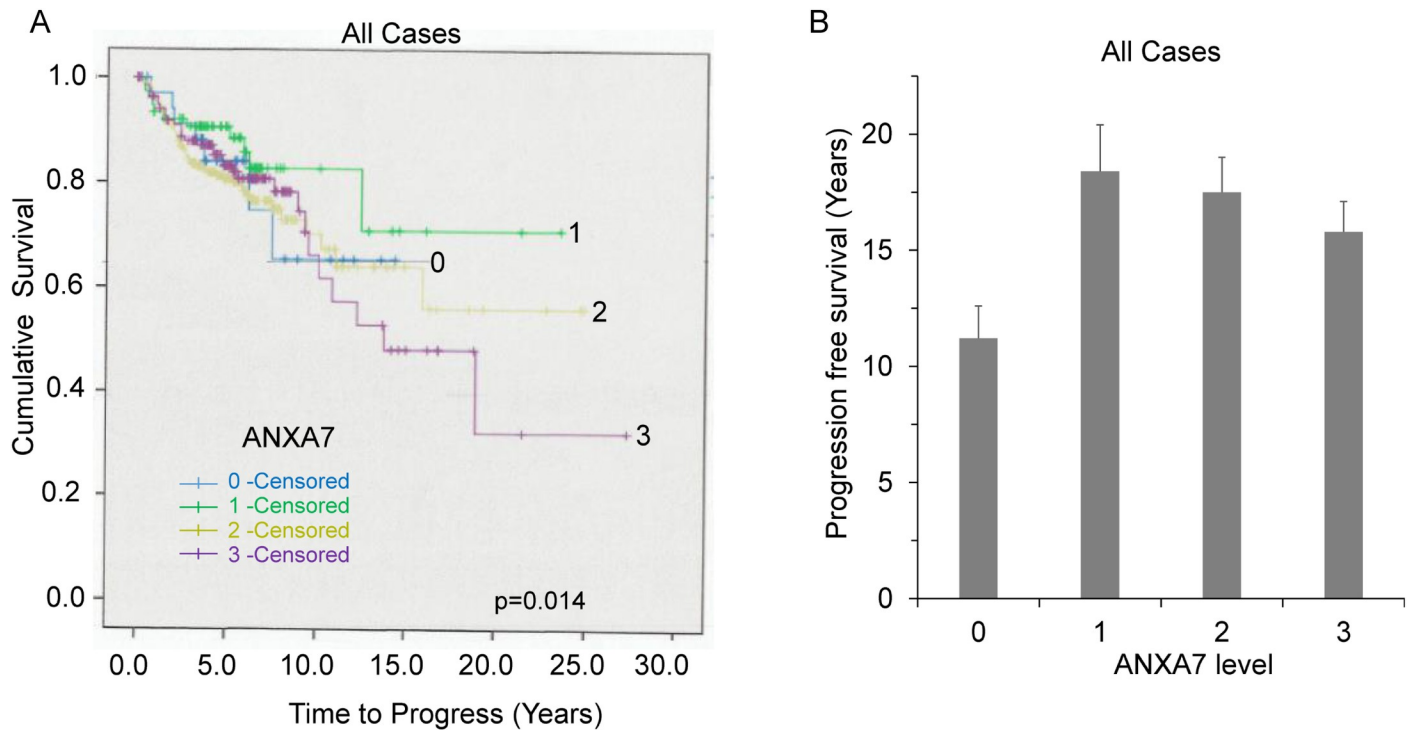 A
All Cases
Cumulative Survival
1.0
0.8
0.6
0.4
0.2
0.0
1
0
2
3
ANXA7
0 -Censored
1 -Censored
2 -Censored
3 -Censored
p=0.014
0.0 5.0 10.0 15.0 20.0 25.0 30.0
Time to Progress (Years)
B
All Cases
Progression free survival (Years)
20
15
10
5
0
0 1 2 3
ANXA7 level